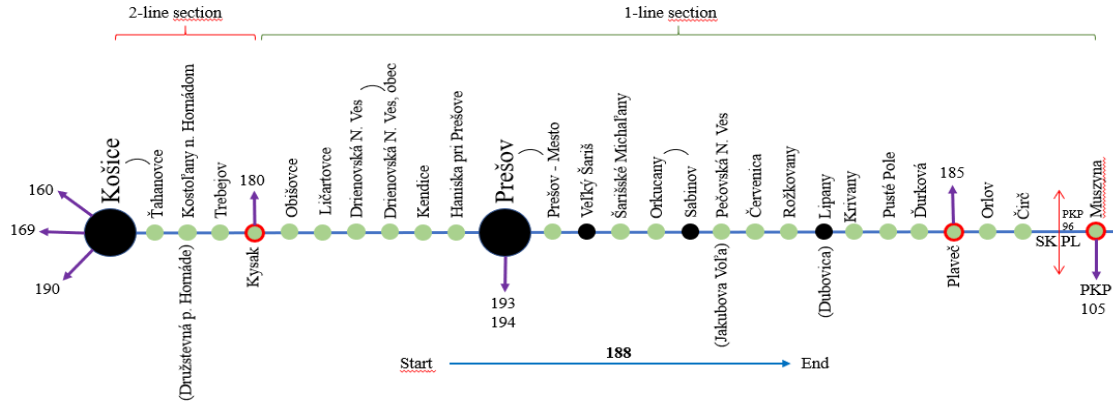 2-line section
1-line section
Košice
Ťahanovce
Kostoľany n. Hornádom
(Družstevná p. Hornáde)
Trebejov
Kysak
Obišovce
Ličartovce
Drienovská N. Ves
Drienovská N. Ves, obec
Kendice
Haniska pri Prešove
Prešov
Prešov - Mesto
Veľký Šariš
Šarišské Michaľany
Orkucany
Sabinov
Pečovská N. Ves
(Jakubova Voľa)
Červenica
Rožkovany
Lipany
(Dubovica)
Krivany
Pusté Pole
Ďurková
Plaveč
Orlov
Čirč
Muszyna
160
169
190
180
193
194
185
PKP
96
SK PL
PKP
105
Start
188
End